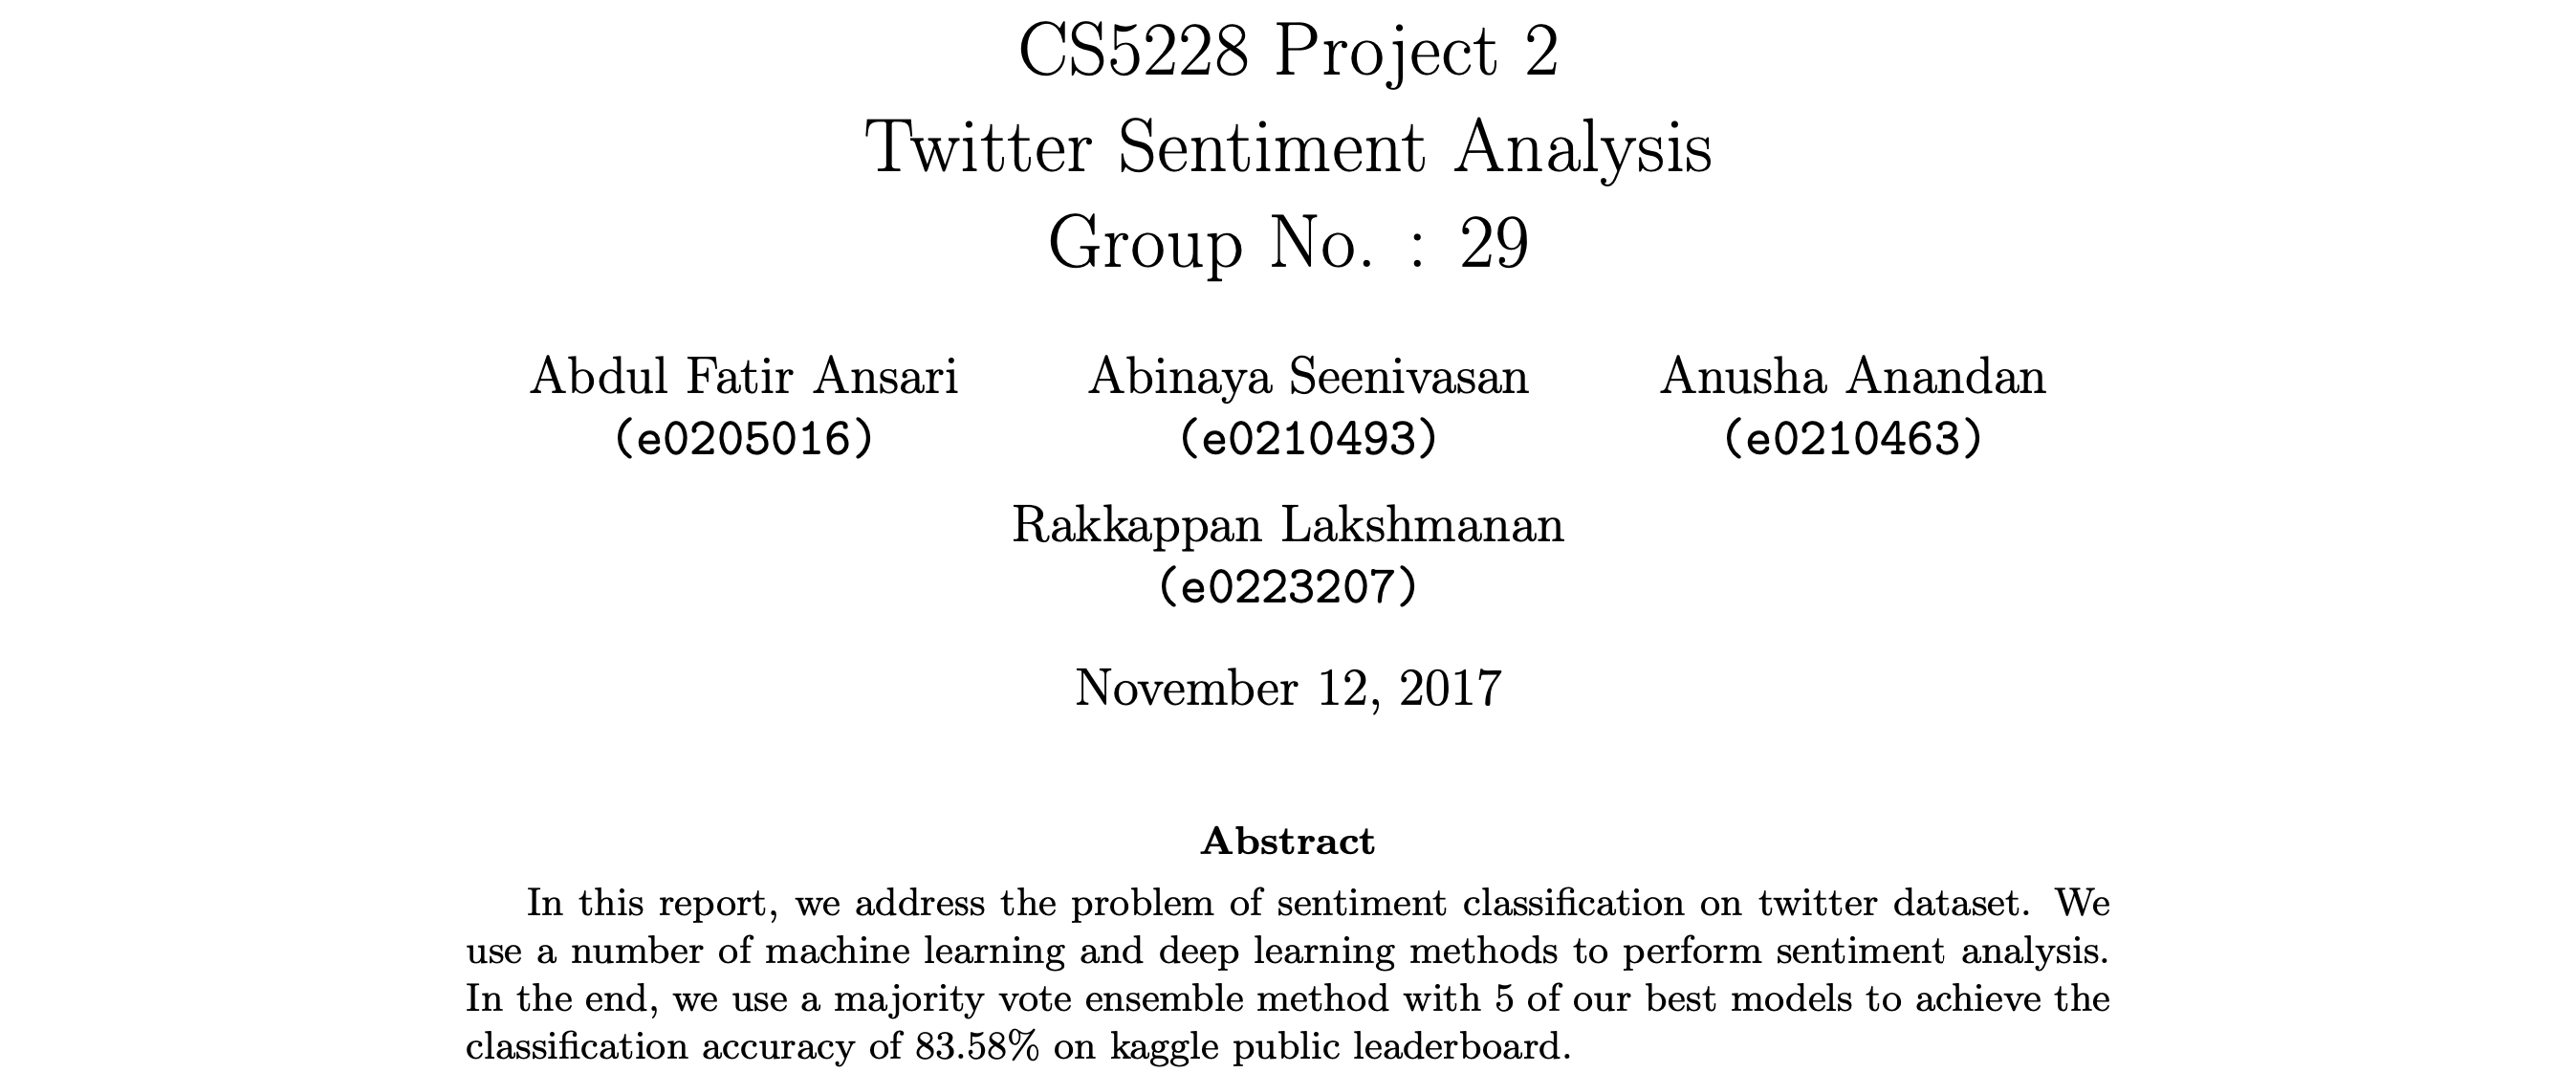 CS5228 Project 2
Twitter Sentiment Analysis
Group No. : 29
Abdul Fatir Ansari Abinaya Seenivasan Anusha Anandan
(e0205016) (e0210493) (e0210463)
Rakkappan Lakshmanan
(e0223207)
November 12, 2017
Abstract
In this report, we address the problem of sentiment classification on twitter dataset. We
use a number of machine learning and deep learning methods to perform sentiment analysis.
In the end, we use a majority vote ensemble method with 5 of our best models to achieve the
classification accuracy of 83.58% on kaggle public leaderboard.